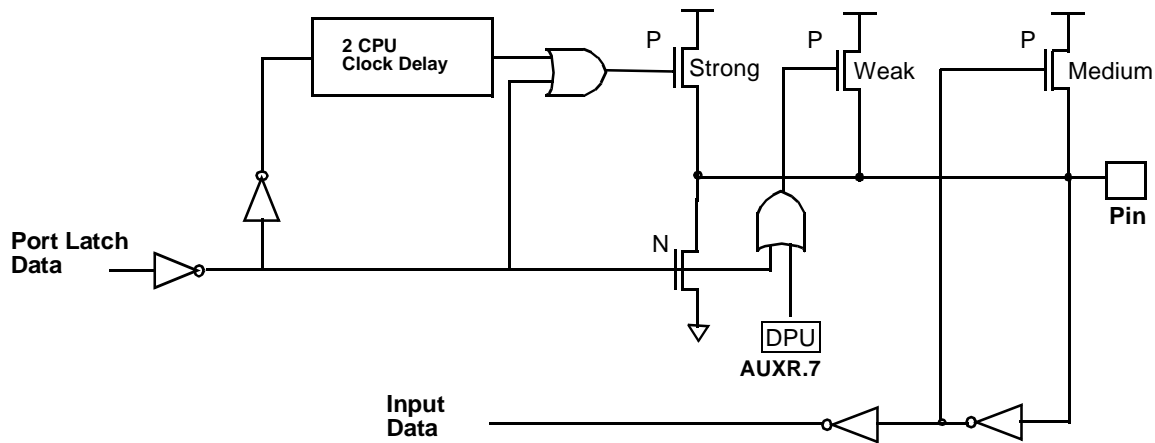 2 CPU
Clock Delay
P
Strong
P
Weak
P
Medium
Pin
Port Latch
Data
N
DPU
AUXR.7
Input
Data